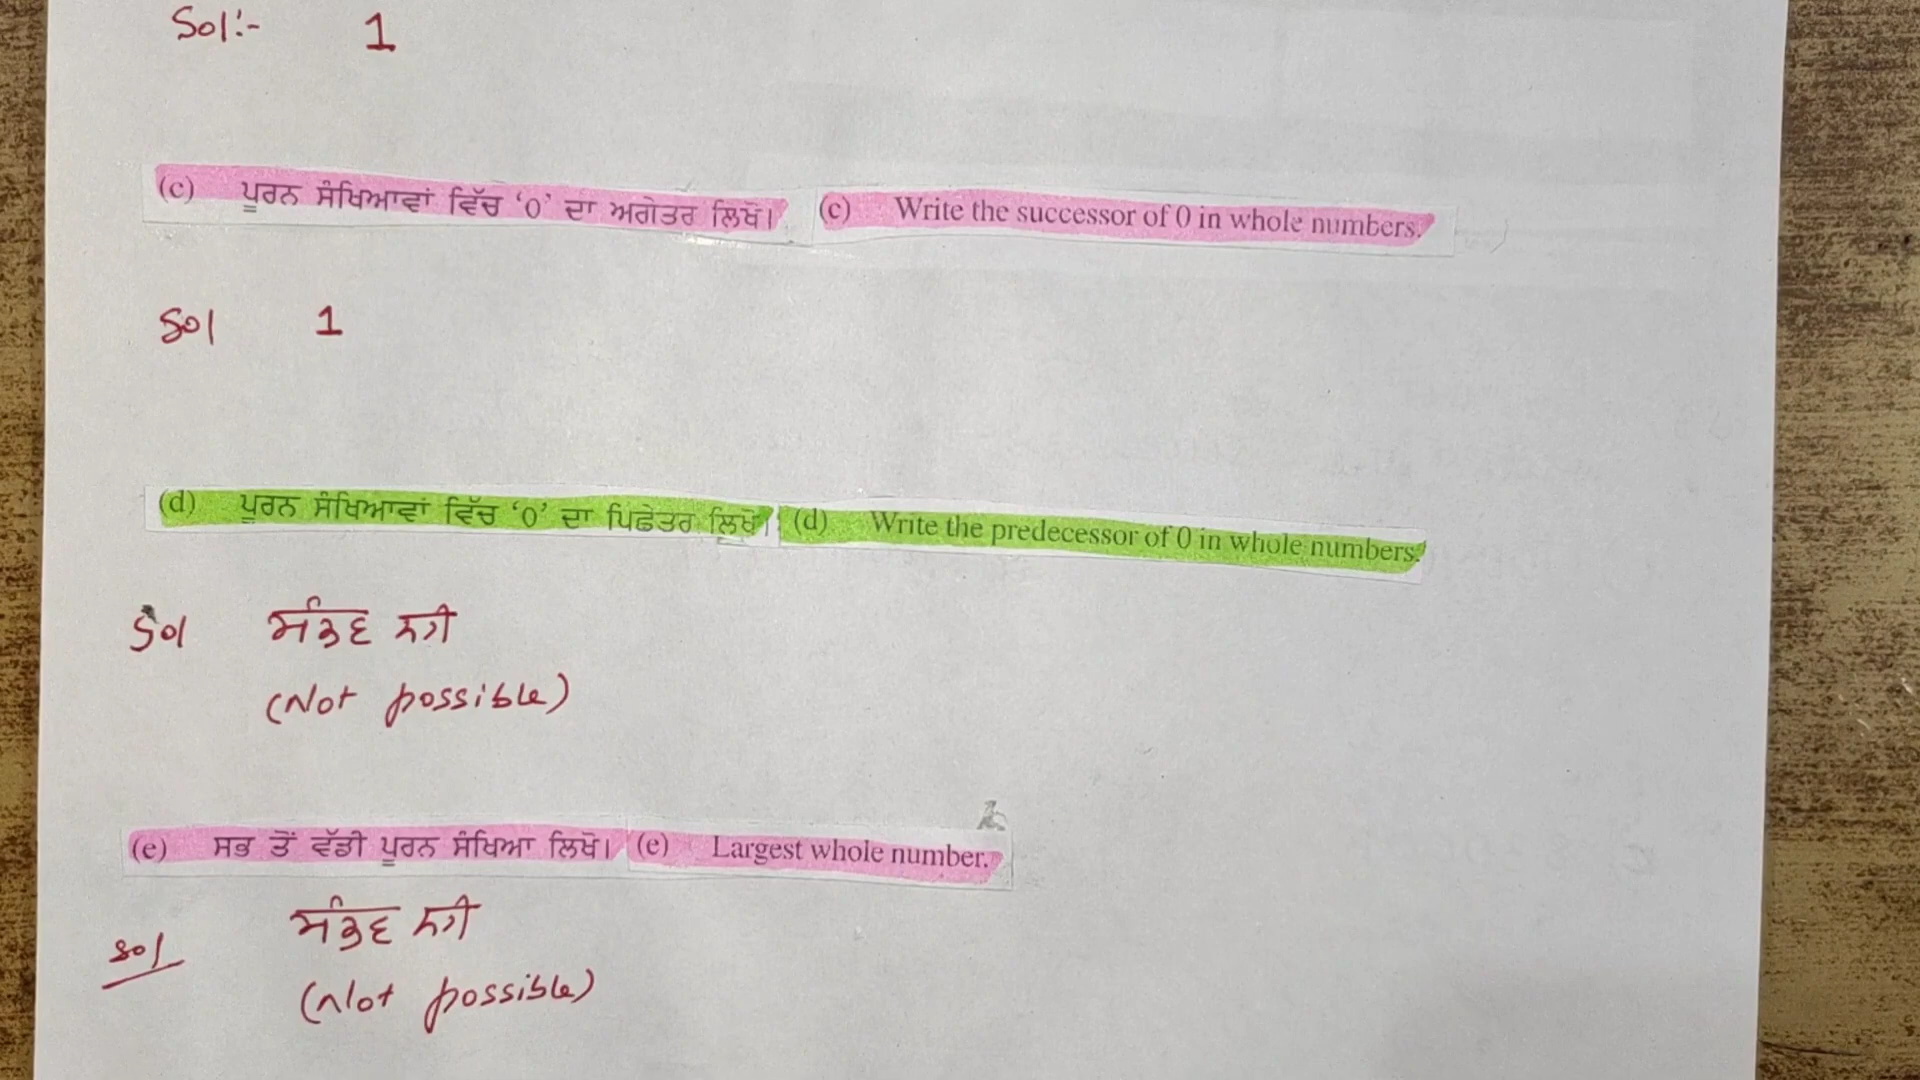 Sol:- 1
(c) ਪੂਰਨ ਸੰਖਿਆਵਾਂ ਵਿੱਚ ‘0’ ਦਾ ਅਗੇਤਰ ਲਿਖੋ। (c) Write the successor of 0 in whole numbers.
Sol 1
(d) ਪੂਰਨ ਸੰਖਿਆਵਾਂ ਵਿੱਚ ‘0’ ਦਾ ਪਿਛੇਤਰ ਲਿਖੋ। (d) Write the predecessor of 0 in whole numbers.
Sol ਸੰਭਵ ਨਹੀ
(Not possible)
(e) ਸਭ ਤੋਂ ਵੱਡੀ ਪੂਰਨ ਸੰਖਿਆ ਲਿਖੋ। (e) Largest whole number.
Sol ਸੰਭਵ ਨਹੀ
(Not possible)